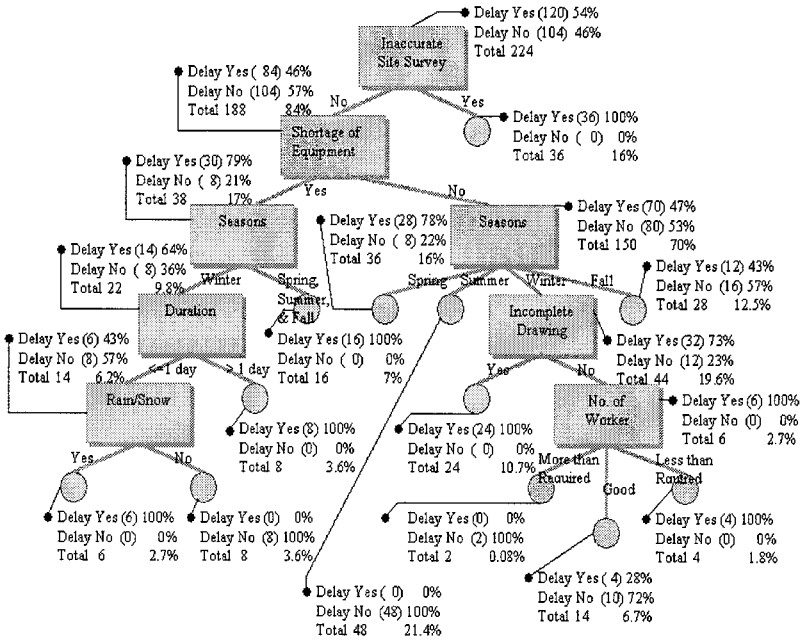 Delay Yes (120) 54%
Delay No (104) 46%
Total 224
Inaccurate
Site Survey
Delay Yes ( 84) 46%
Delay No (104) 57%
Total 188 84%
No
Yes
Delay Yes (36) 100%
Delay No ( 0) 0%
Total 36 16%
Shortage of
Equipment
Delay Yes (30) 79%
Delay No ( 8) 21%
Total 38 17%
Yes
No
Seasons
Delay Yes (28) 78%
Delay No ( 8) 22%
Total 36 16%
Seasons
Delay Yes (70) 47%
Delay No (80) 53%
Total 150 70%
Delay Yes (14) 64%
Delay No ( 8) 36%
Total 22 9.8%
Winter
Spring,
Summer,
& Fall
Spring
Summer
Winter
Fall
Delay Yes (12) 43%
Delay No (16) 57%
Total 28 12.5%
Duration
Delay Yes (16) 100%
Delay No ( 0) 0%
Total 16 7%
Incomplete
Drawing
Delay Yes (32) 73%
Delay No (12) 23%
Total 44 19.6%
Delay Yes (6) 43%
Delay No (8) 57%
Total 14 6.2%
<=1 day
> 1 day
Yes
No
Rain/Snow
Delay Yes (8) 100%
Delay No (0) 0%
Total 8 3.6%
Delay Yes (24) 100%
Delay No ( 0) 0%
Total 24 10.7%
No. of
Worker
Delay Yes (6) 100%
Delay No (0) 0%
Total 6 2.7%
Yes
No
More than
Required
Good
Less than
Ruqired
Delay Yes (6) 100%
Delay No (0) 0%
Total 6 2.7%
Delay Yes (0) 0%
Delay No (8) 100%
Total 8 3.6%
Delay Yes (0) 0%
Delay No (2) 100%
Total 2 0.08%
Delay Yes (4) 100%
Delay No (0) 0%
Total 4 1.8%
Delay Yes ( 0) 0%
Delay No (48) 100%
Total 48 21.4%
Delay Yes ( 4) 28%
Delay No (10) 72%
Total 14 6.7%